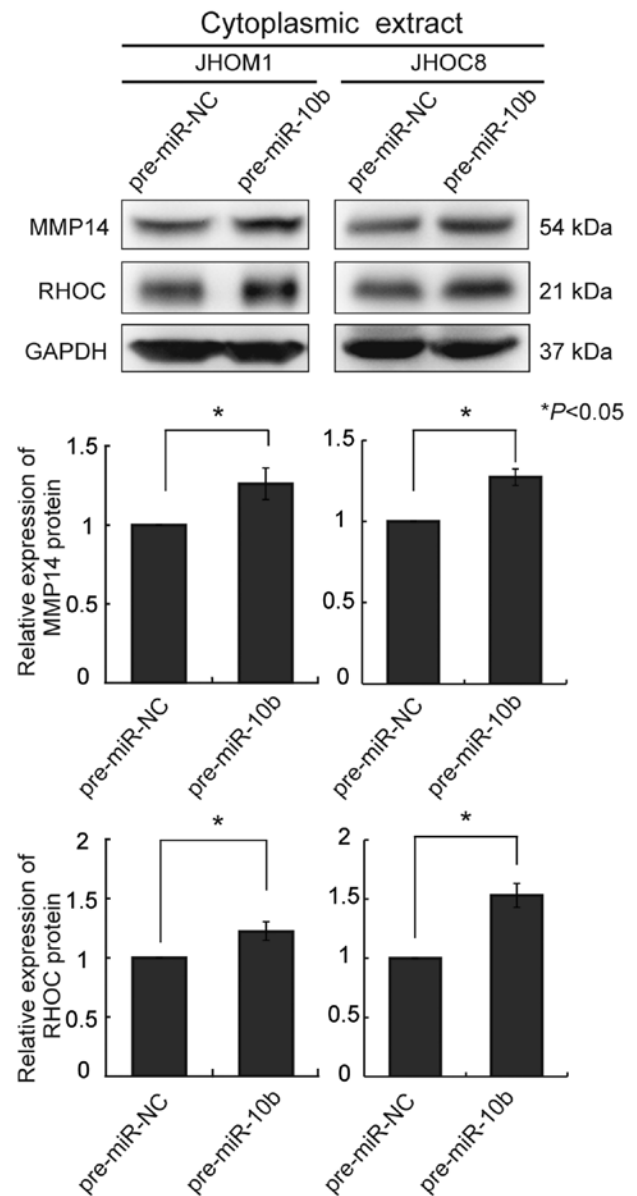 Cytoplasmic extract
JHOM1 JHOC8
pre-miR-NC pre-miR-10b pre-miR-NC pre-miR-10b
MMP14 54 kDa
RHOC 21 kDa
GAPDH 37 kDa
*P<0.05
Relative expression of
MMP14 protein
1.5
1
0.5
0
*
pre-miR-NC pre-miR-10b
1.5
1
0.5
0
*
pre-miR-NC pre-miR-10b
Relative expression of
RHOC protein
2
1.5
1
0.5
0
*
pre-miR-NC pre-miR-10b
2
1.5
1
0.5
0
*
pre-miR-NC pre-miR-10b